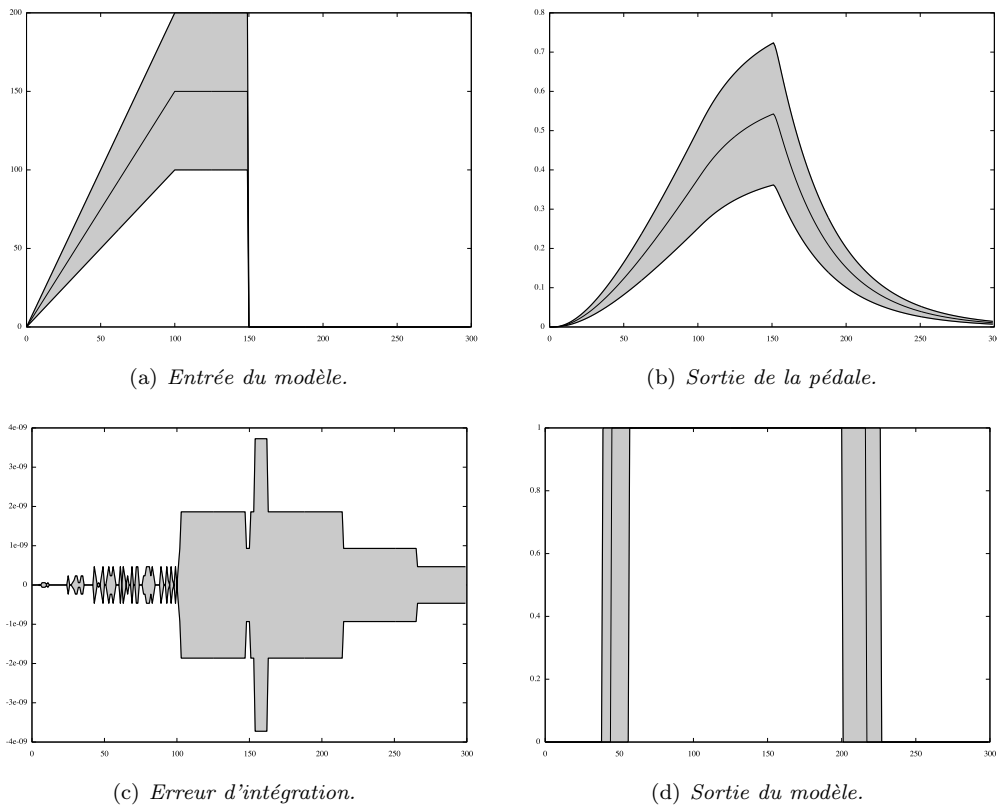 200
150
100
50
0
0 50 100 150 200 250 300
(a) Entrée du modèle.
0.8
0.7
0.6
0.5
0.4
0.3
0.2
0.1
0
0 50 100 150 200 250 300
(b) Sortie de la pédale.
4e-09
3e-09
2e-09
1e-09
0
-1e-09
-2e-09
-3e-09
-4e-09
0 50 100 150 200 250 300
(c) Erreur d'intégration.
1
0.8
0.6
0.4
0.2
0
0 50 100 150 200 250 300
(d) Sortie du modèle.